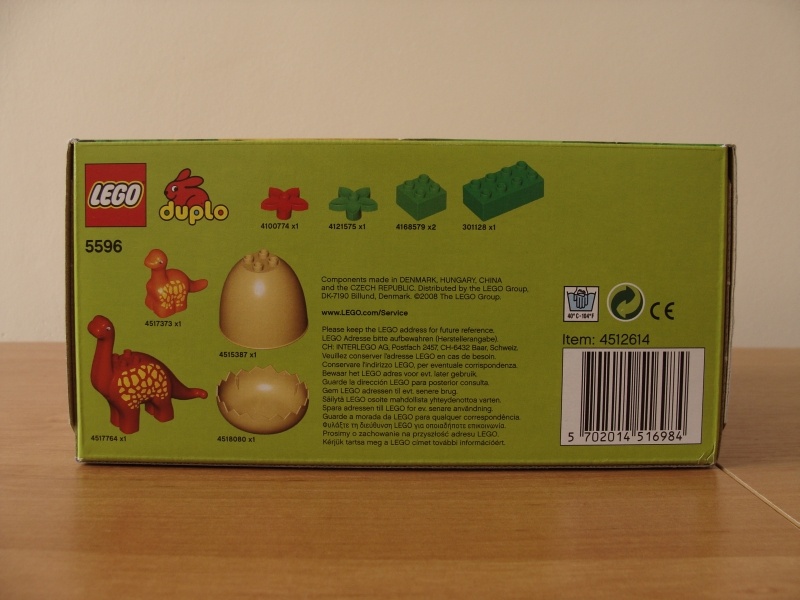 LEGO
duplo
5596
4100774 x1
4121575 x1
4168579 x2
301128 x1
4517373 x1
4515387 x1
4517764 x1
4518080 x1
Components made in DENMARK, HUNGARY, CHINA
and the CZECH REPUBLIC. Distributed by the LEGO Group,
DK-7190 Billund, Denmark. ©2008 The LEGO Group.
www.LEGO.com/Service
Please keep the LEGO address for future reference.
LEGO Adresse bitte aufbewahren (Herstellerangabe).
CH: INTERLEGO AG, Postfach 2457, CH-6432 Baar, Schweiz.
Veuillez conserver l'adresse LEGO en cas de besoin.
Conservare l'indirizzo LEGO, per eventuale corrispondenza.
Bewaar het LEGO adres voor evt. later gebruik.
Guarde la dirección LEGO para posterior consulta.
Gem LEGO adressen til evt. senere brug.
Säilytä LEGO osoite mahdollista yhteydenottoa varten.
Spara adressen till LEGO for ev. senare användning.
Guarde a morada da LEGO para qualquer correspondência.
Φυλάξτε τη διεύθυνση LEGO για οποιαδήποτε επικοινωνία.
Prosimy o zachowanie na przyszłość adresu LEGO.
Kérjük tartsa meg a LEGO címet további információért.
40°C-104°F
CE
Item: 4512614
5 702014 516984